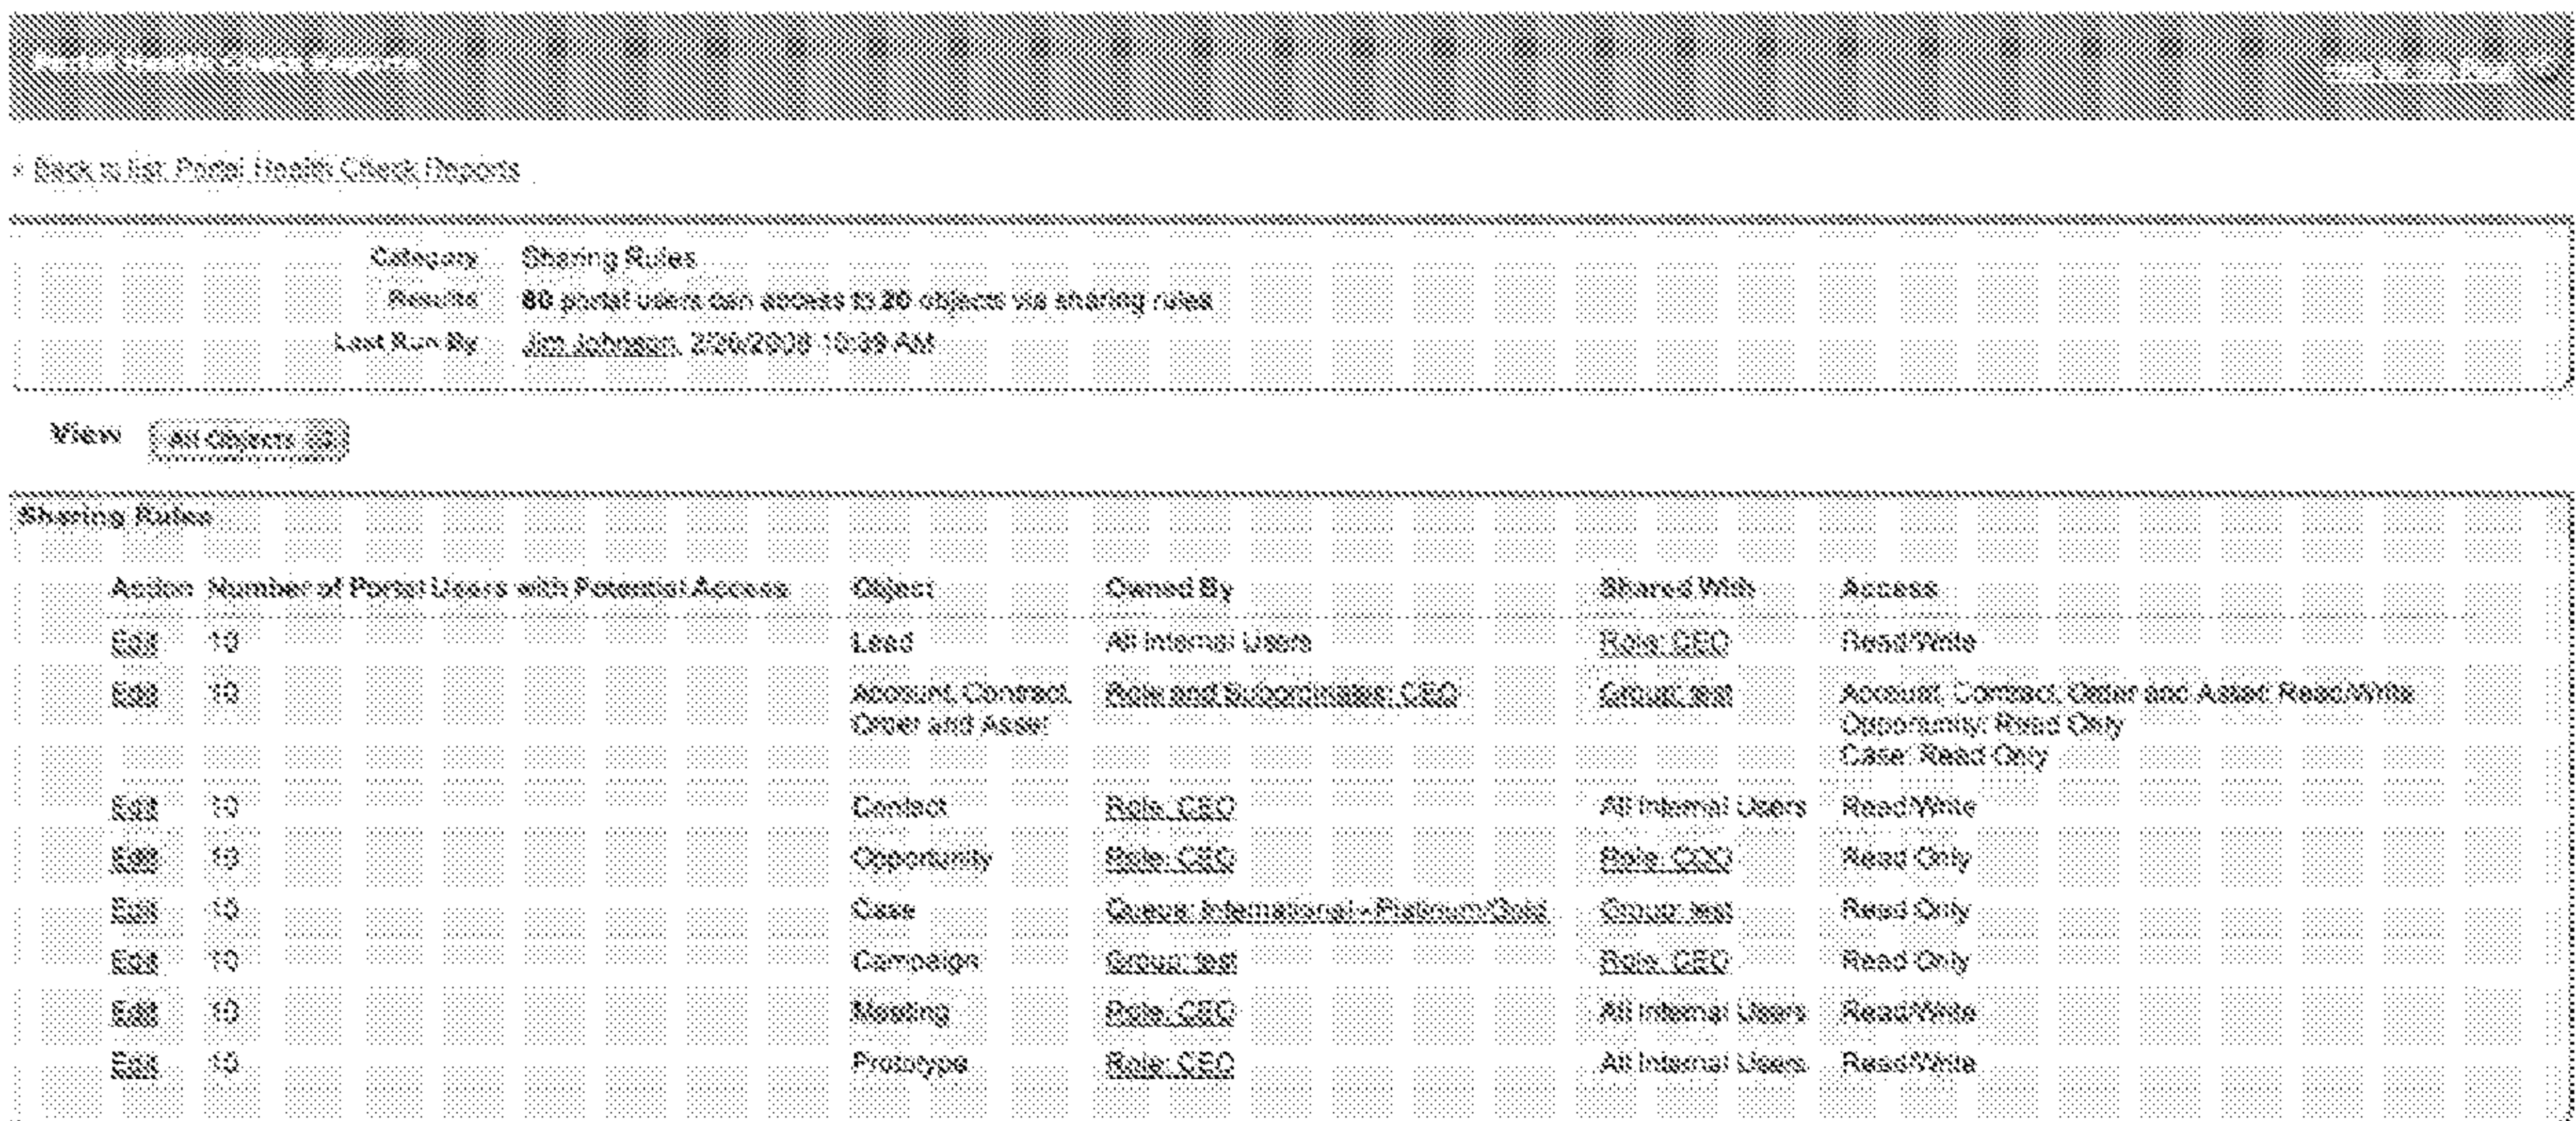 Portal Health Check Reports
Help for this Page
Back to list: Portal Health Check Reports
Category Sharing Rules
Results 80 portal users can access to 20 objects via sharing rules
Last Run By Jim Johnson, 2/26/2008 10:39 AM
View All Objects
Sharing Rules
Action Number of Portal Users with Potential Access Object Owned By Shared With Access
Edit 10 Lead All Internal Users Role: CEO Read/Write
Edit 10 Account, Contract, Role and Subordinates: CEO Group: test Account, Contract, Order and Asset: Read/Write
Order and Asset Opportunity: Read Only
Case: Read Only
Edit 10 Contact Role: CEO All Internal Users Read/Write
Edit 10 Opportunity Role: CEO Role: COO Read Only
Edit 10 Case Queue: International - Platinum/Gold Group: test Read Only
Edit 10 Campaign Group: test Role: CEO Read Only
Edit 10 Meeting Role: CEO All Internal Users Read/Write
Edit 10 Prototype Role: CEO All Internal Users Read/Write